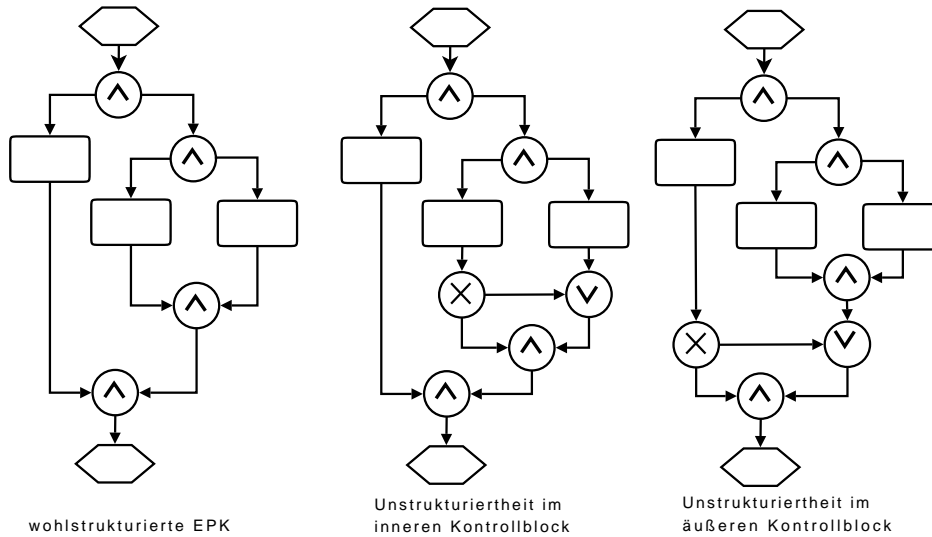 wohlstrukturierte EPK
Unstrukturiertheit im
inneren Kontrollblock
Unstrukturiertheit im
äußeren Kontrollblock